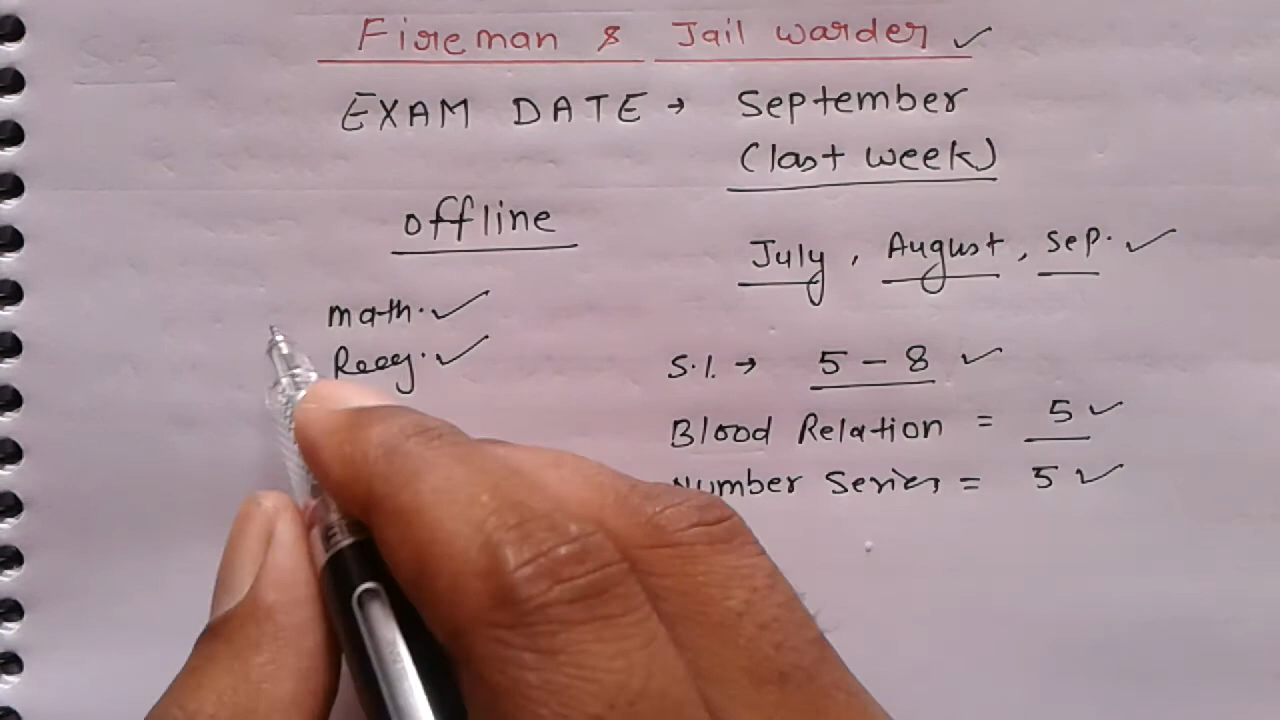 Fireman & Jail warder ✓
EXAM DATE → September
(last week)
offline
July, August, Sep. ✓
math. ✓
S.I. → 5 - 8 ✓
Blood Relation = 5 ✓
Number Series = 5 ✓